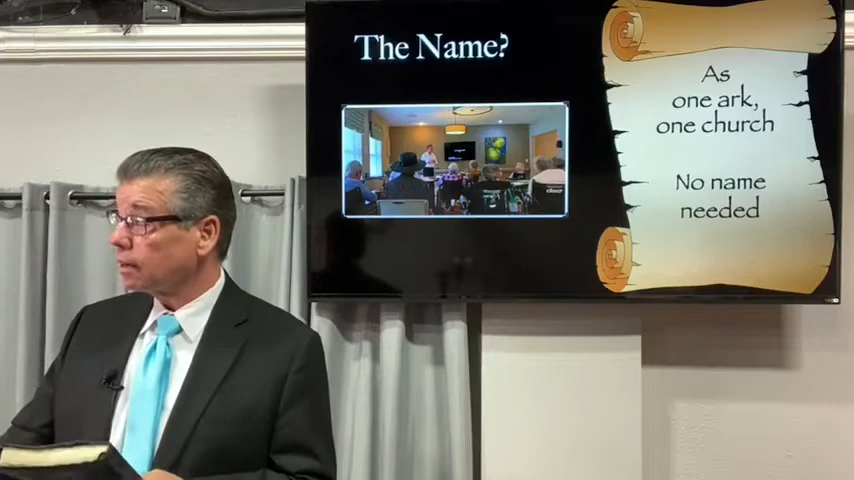 The Name?
As
one ark,
one church
No name
needed